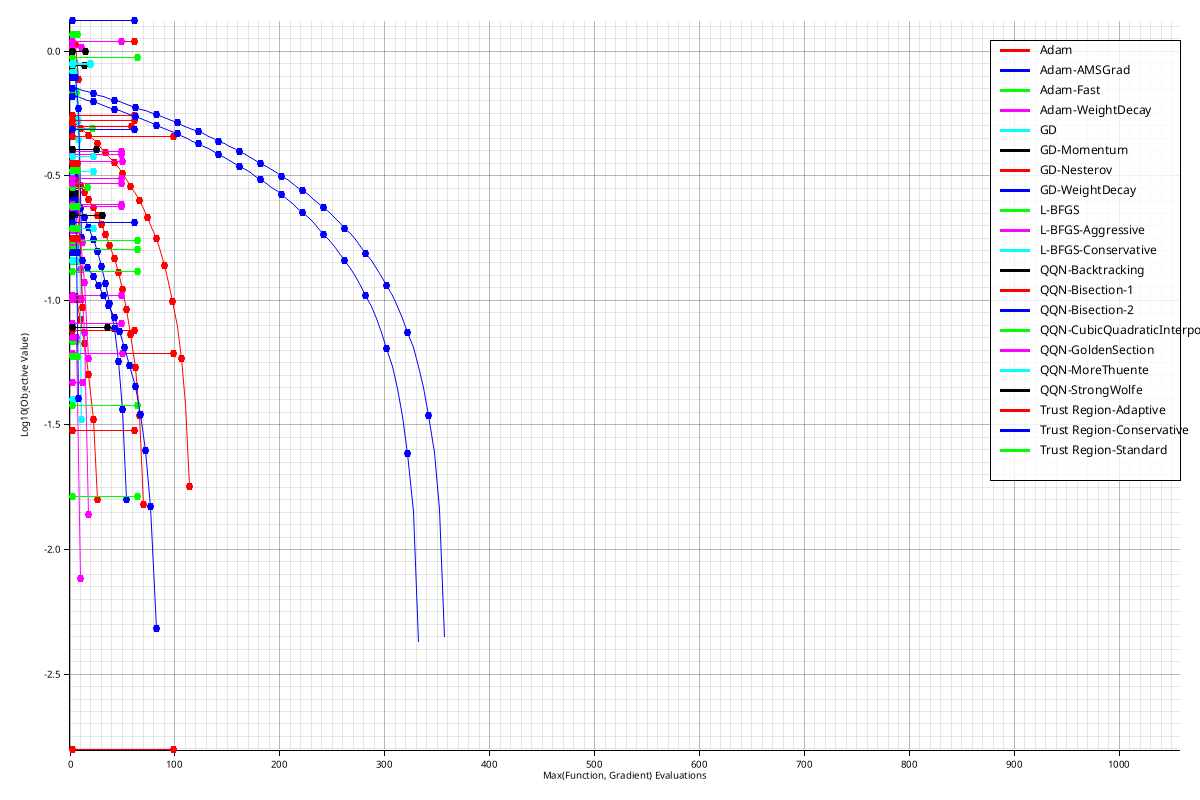 0.0
-0.5
-1.0
-1.5
-2.0
-2.5
Log10(Objective Value)
0
100
200
300
400
500
600
700
800
900
1000
Max(Function, Gradient) Evaluations
Adam
Adam-AMSGrad
Adam-Fast
Adam-WeightDecay
GD
GD-Momentum
GD-Nesterov
GD-WeightDecay
L-BFGS
L-BFGS-Aggressive
L-BFGS-Conservative
QQN-Backtracking
QQN-Bisection-1
QQN-Bisection-2
QQN-CubicQuadraticInterpo
QQN-GoldenSection
QQN-MoreThuente
QQN-StrongWolfe
Trust Region-Adaptive
Trust Region-Conservative
Trust Region-Standard